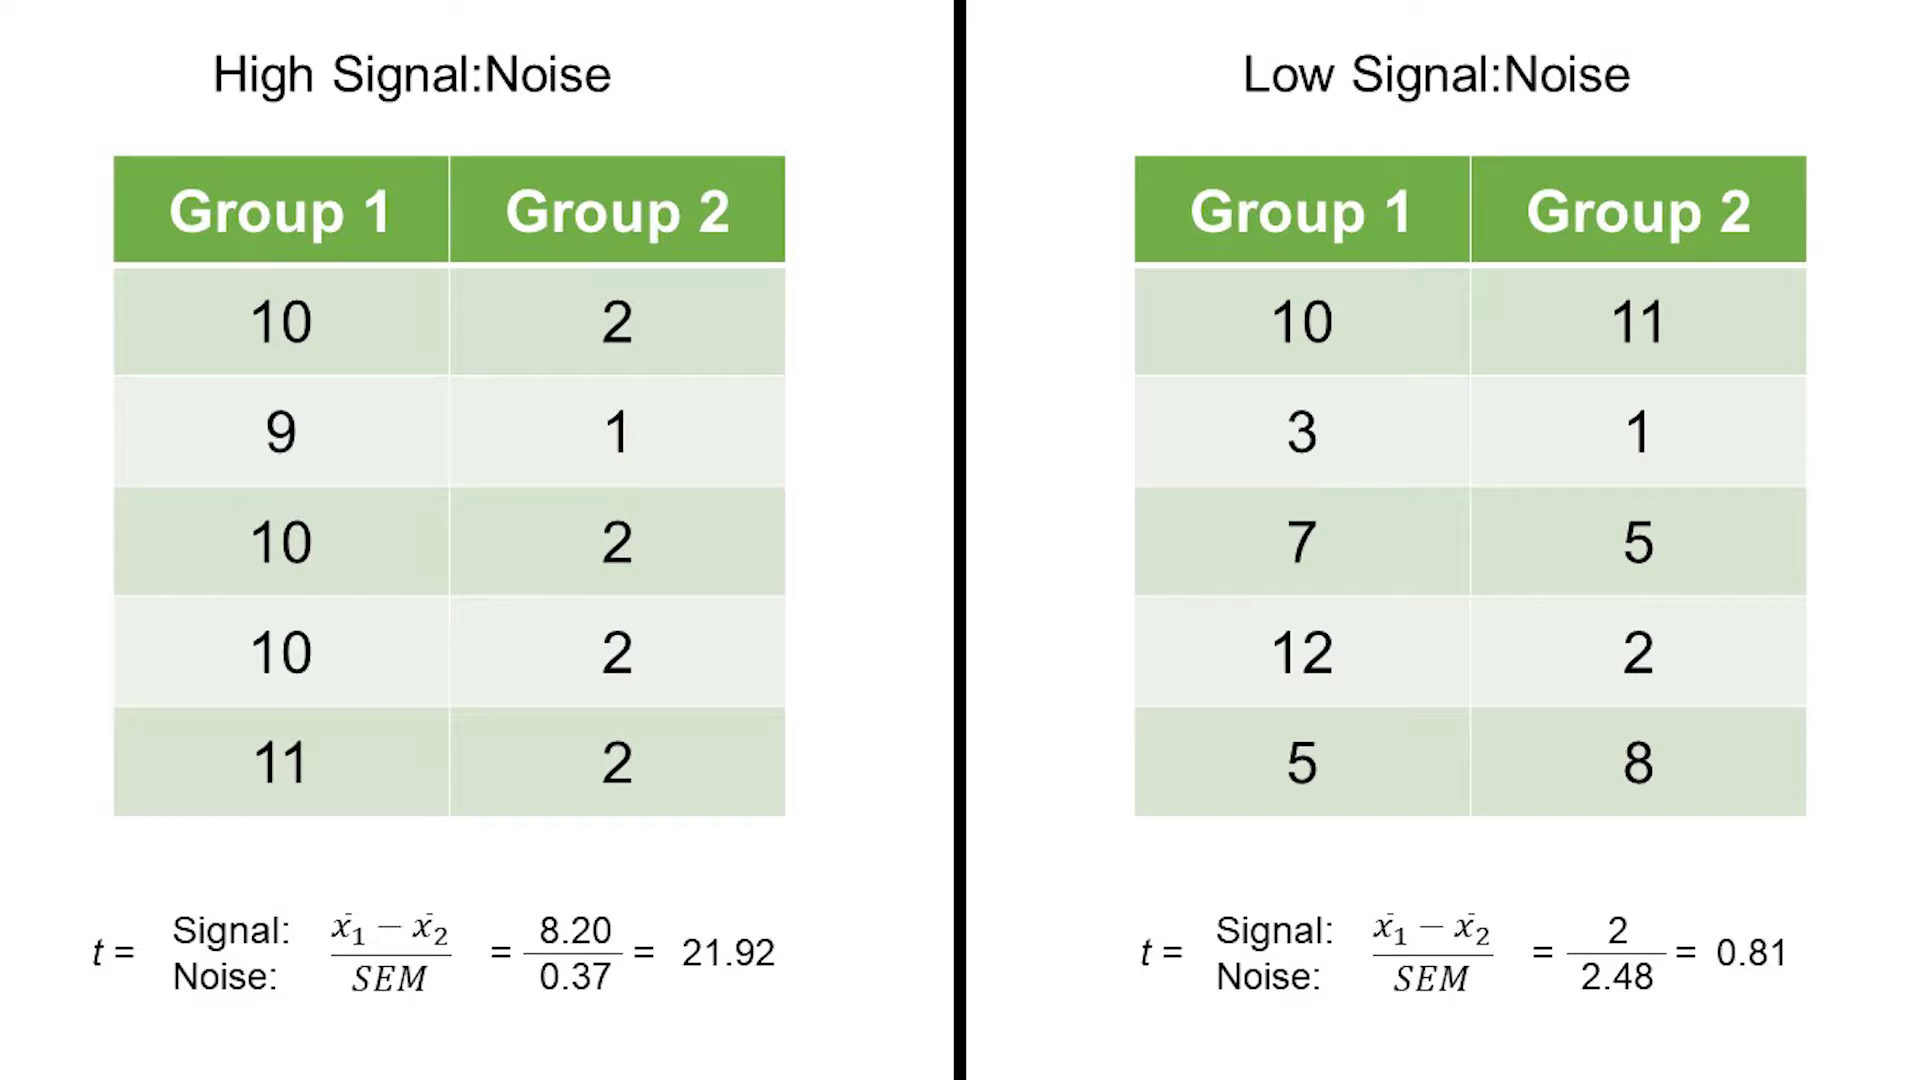 High Signal:Noise
Group 1 Group 2
10 2
9 1
10 2
10 2
11 2
t = Signal: Noise: x̄₁ − x̄₂ / SEM = 8.20 / 0.37 = 21.92
Low Signal:Noise
Group 1 Group 2
10 11
3 1
7 5
12 2
5 8
t = Signal: Noise: x̄₁ − x̄₂ / SEM = 2 / 2.48 = 0.81